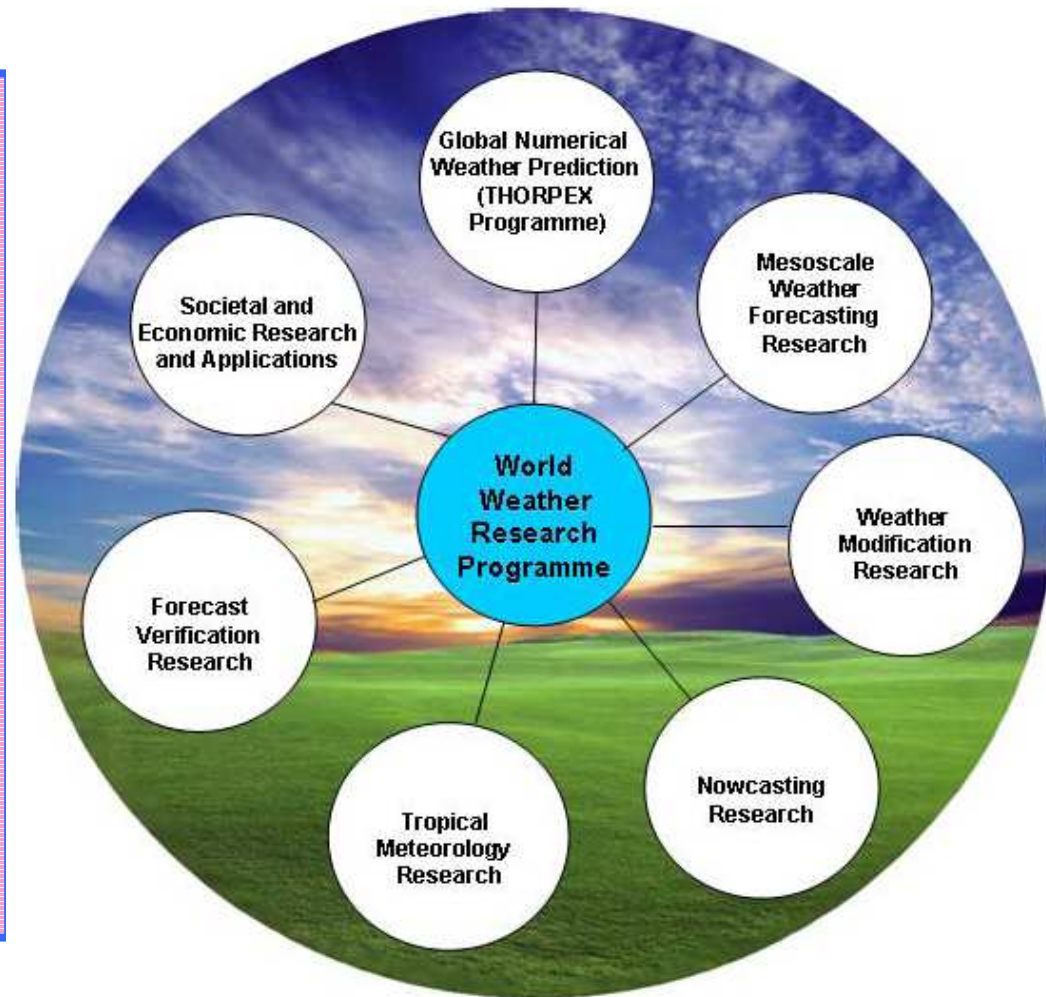 Global Numerical
Weather Prediction
(THORPEX
Programme)
Mesoscale
Weather
Forecasting
Research
Societal and
Economic Research
and Applications
World
Weather
Research
Programme
Weather
Modification
Research
Forecast
Verification
Research
Nowcasting
Research
Tropical
Meteorology
Research